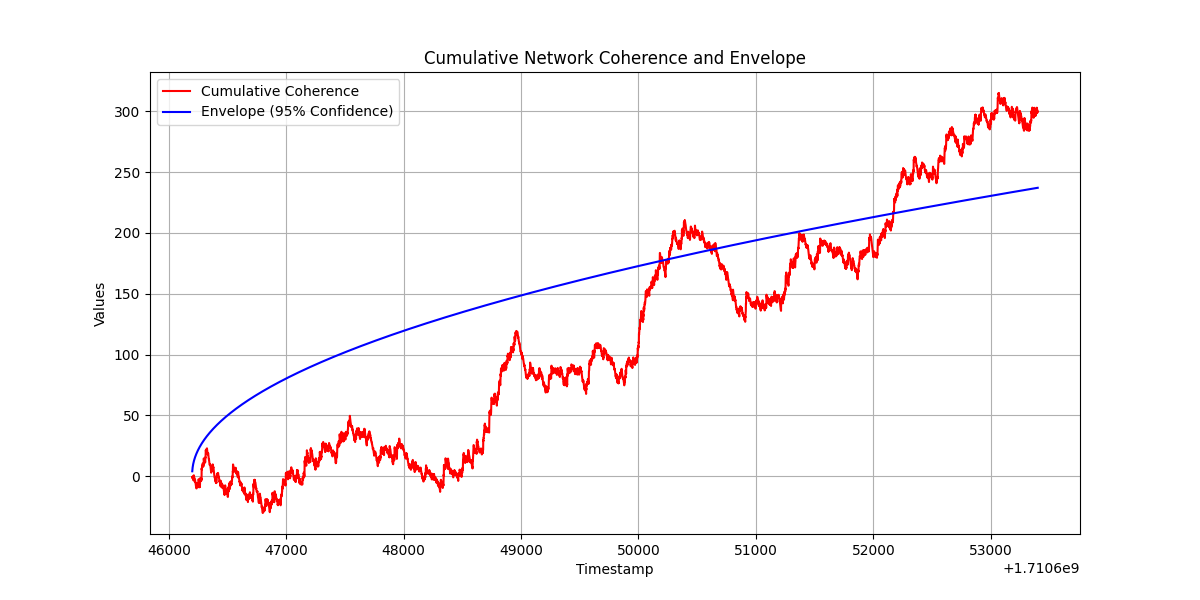 Cumulative Network Coherence and Envelope
Cumulative Coherence
Envelope (95% Confidence)
300
250
200
150
100
50
0
Values
46000 47000 48000 49000 50000 51000 52000 53000
Timestamp
+1.7106e9